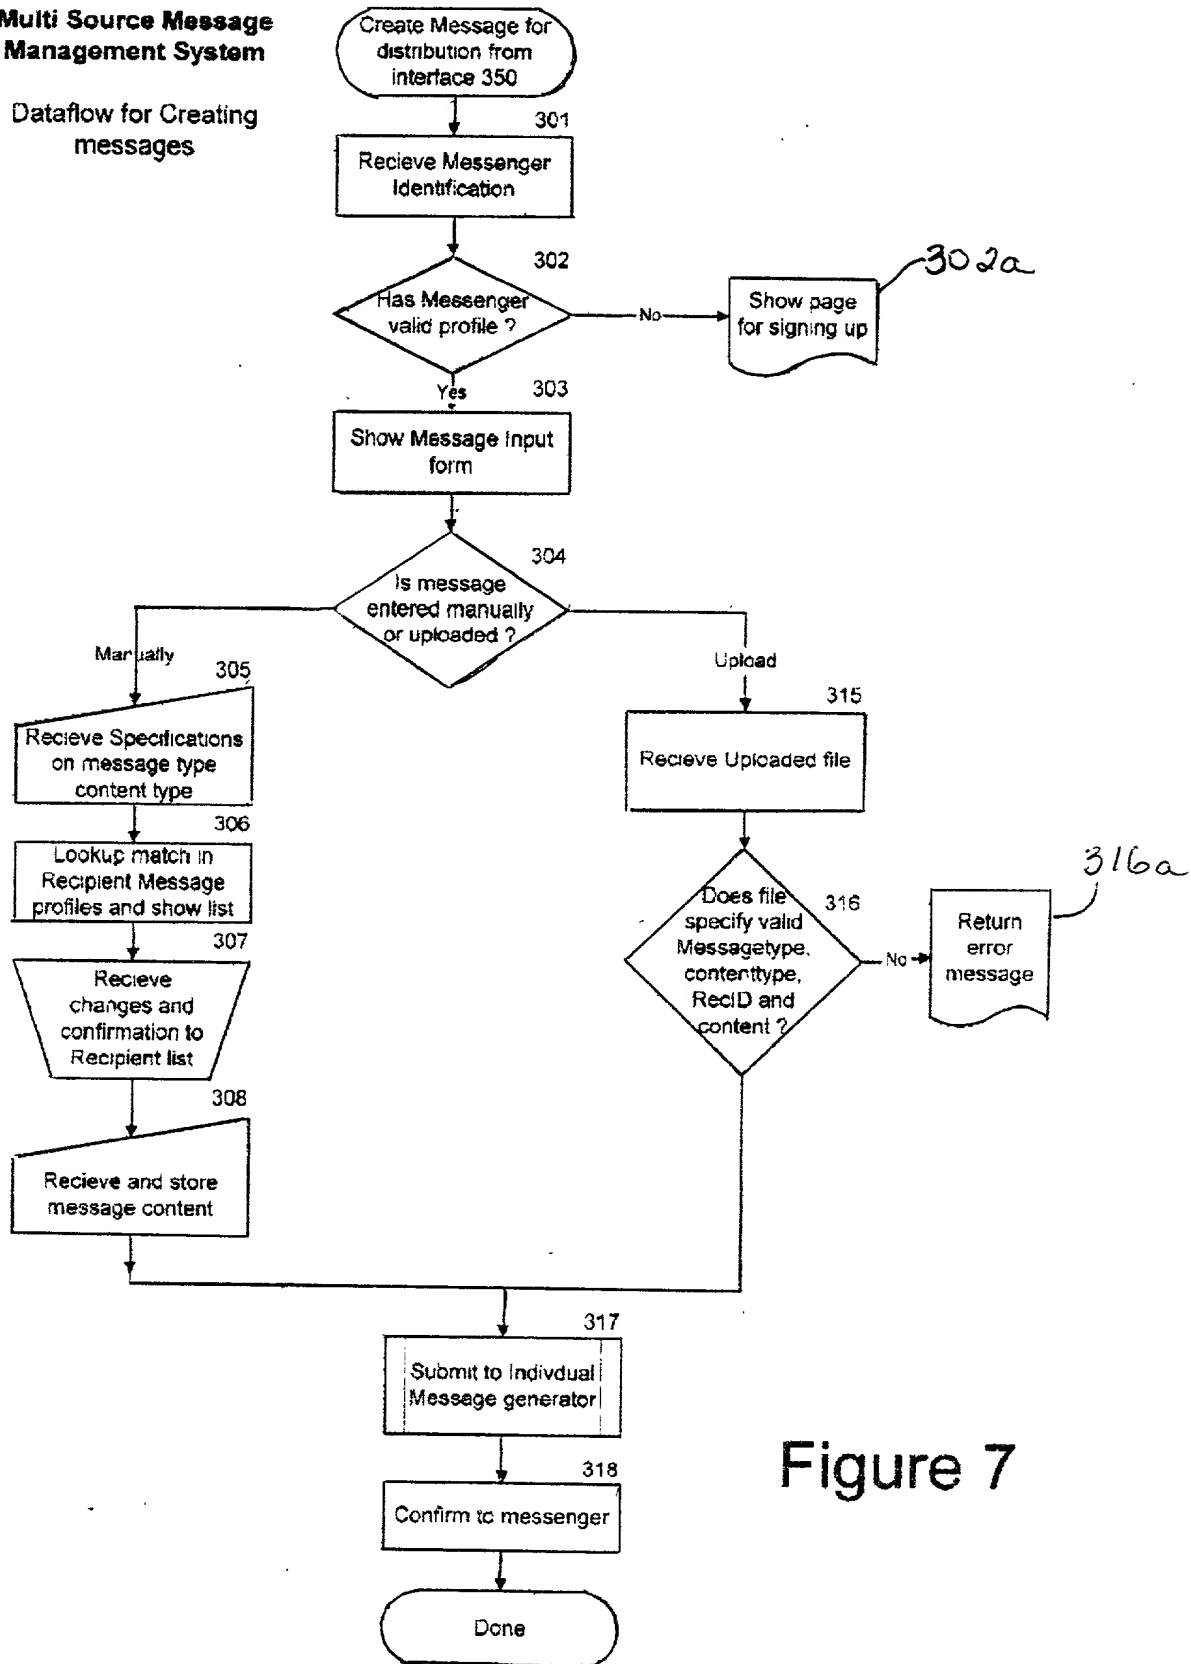 Multi Source Message
Management System
Dataflow for Creating
messages
Create Message for
distribution from
interface 350
301
Recieve Messenger
Identification
302
Has Messenger
valid profile ?
No
302a
Show page
for signing up
Yes
303
Show Message Input
form
304
Is message
entered manually
or uploaded ?
Manually
305
Recieve Specifications
on message type
content type
306
Lookup match in
Recipient Message
profiles and show list
307
Recieve
changes and
confirmation to
Recipient list
308
Recieve and store
message content
Upload
315
Recieve Uploaded file
316
Does file
specify valid
Messagetype,
contenttype,
RecID and
content ?
No
316a
Return
error
message
317
Submit to Indivdual
Message generator
318
Confirm to messenger
Done
Figure 7